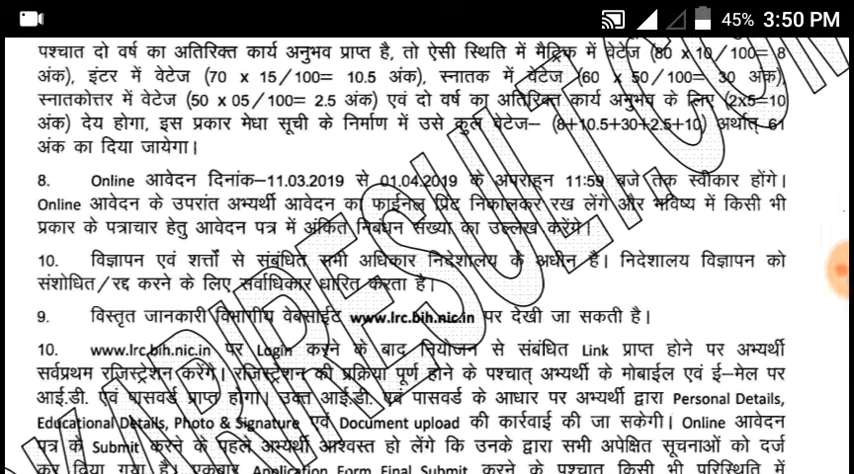 45% 3:50 PM
पश्चात दो वर्ष का अतिरिक्त कार्य अनुभव प्राप्त है, तो ऐसी स्थिति में मैट्रिक में वेटेज (80 x 10/100= 8
अंक), इंटर में वेटेज (70 x 15/100= 10.5 अंक), स्नातक में वेटेज (60 x 50/100= 30 अंक)
स्नातकोत्तर में वेटेज (50 x 05/100= 2.5 अंक) एवं दो वर्ष का अतिरिक्त कार्य अनुभव के लिए (2x5=10
अंक) देय होगा, इस प्रकार मेधा सूची के निर्माण में उसे कुल वेटेज– (8+10.5+30+2.5+10) अर्थात् 61
अंक का दिया जायेगा।
8. Online आवेदन दिनांक–11.03.2019 से 01.04.2019 के अपराहन 11:59 बजे तक स्वीकार होंगे।
Online आवेदन के उपरांत अभ्यर्थी आवेदन का फाईनल प्रिंट निकालकर रख लेंगे और भविष्य में किसी भी
प्रकार के पत्राचार हेतु आवेदन पत्र में अंकित निबंधन संख्या का उल्लेख करेंगे।
10. विज्ञापन एवं शर्त्तों से संबंधित सभी अधिकार निदेशालय के अधीन है। निदेशालय विज्ञापन को
संशोधित/रद्द करने के लिए सर्वाधिकार धारित करता है।
9. विस्तृत जानकारी विभागीय वेबसाईट www.lrc.bih.nic.in पर देखी जा सकती है।
10. www.lrc.bih.nic.in पर Login करने के बाद नियोजन से संबंधित Link प्राप्त होने पर अभ्यर्थी
सर्वप्रथम रजिस्ट्रेशन करेंगे। रजिस्ट्रेशन की प्रक्रिया पूर्ण होने के पश्चात् अभ्यर्थी के मोबाईल एवं ई–मेल पर
आई.डी. एवं पासवर्ड प्राप्त होगा। उक्त आई.डी. एवं पासवर्ड के आधार पर अभ्यर्थी द्वारा Personal Details,
Educational Details, Photo & Signature एवं Document upload की कार्रवाई की जा सकेगी। Online आवेदन
पत्र के Submit करने के पहले अभ्यर्थी आश्वस्त हो लेंगे कि उनके द्वारा सभी अपेक्षित सूचनाओं को दर्ज
कर दिया गया है। एकबार Application Form Final Submit करने के पश्चात किसी भी परिस्थिति में